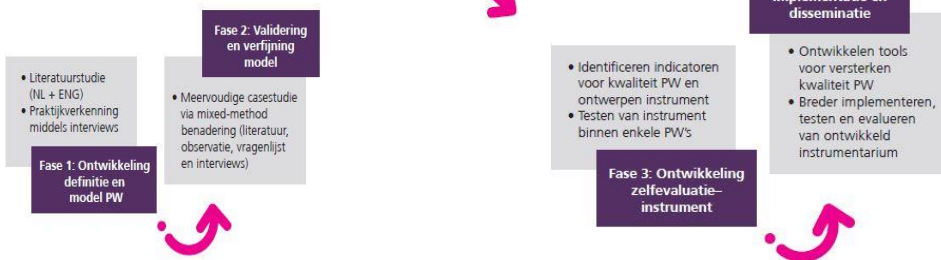 • Literatuurstudie
(NL + ENG)
• Praktijkverkenning
middels interviews
Fase 1: Ontwikkeling
definitie en
model PW
Fase 2: Validering
en verfijning
model
• Meervoudige casestudie
via mixed-method
benadering (literatuur,
observatie, vragenlijst
en interviews)
• Identificeren indicatoren
voor kwaliteit PW en
ontwerpen instrument
• Testen van instrument
binnen enkele PW's
Fase 3: Ontwikkeling
zelfevaluatie–
instrument
implementatie en
disseminatie
• Ontwikkelen tools
voor versterken
kwaliteit PW
• Breder implementeren,
testen en evalueren
van ontwikkeld
instrumentarium